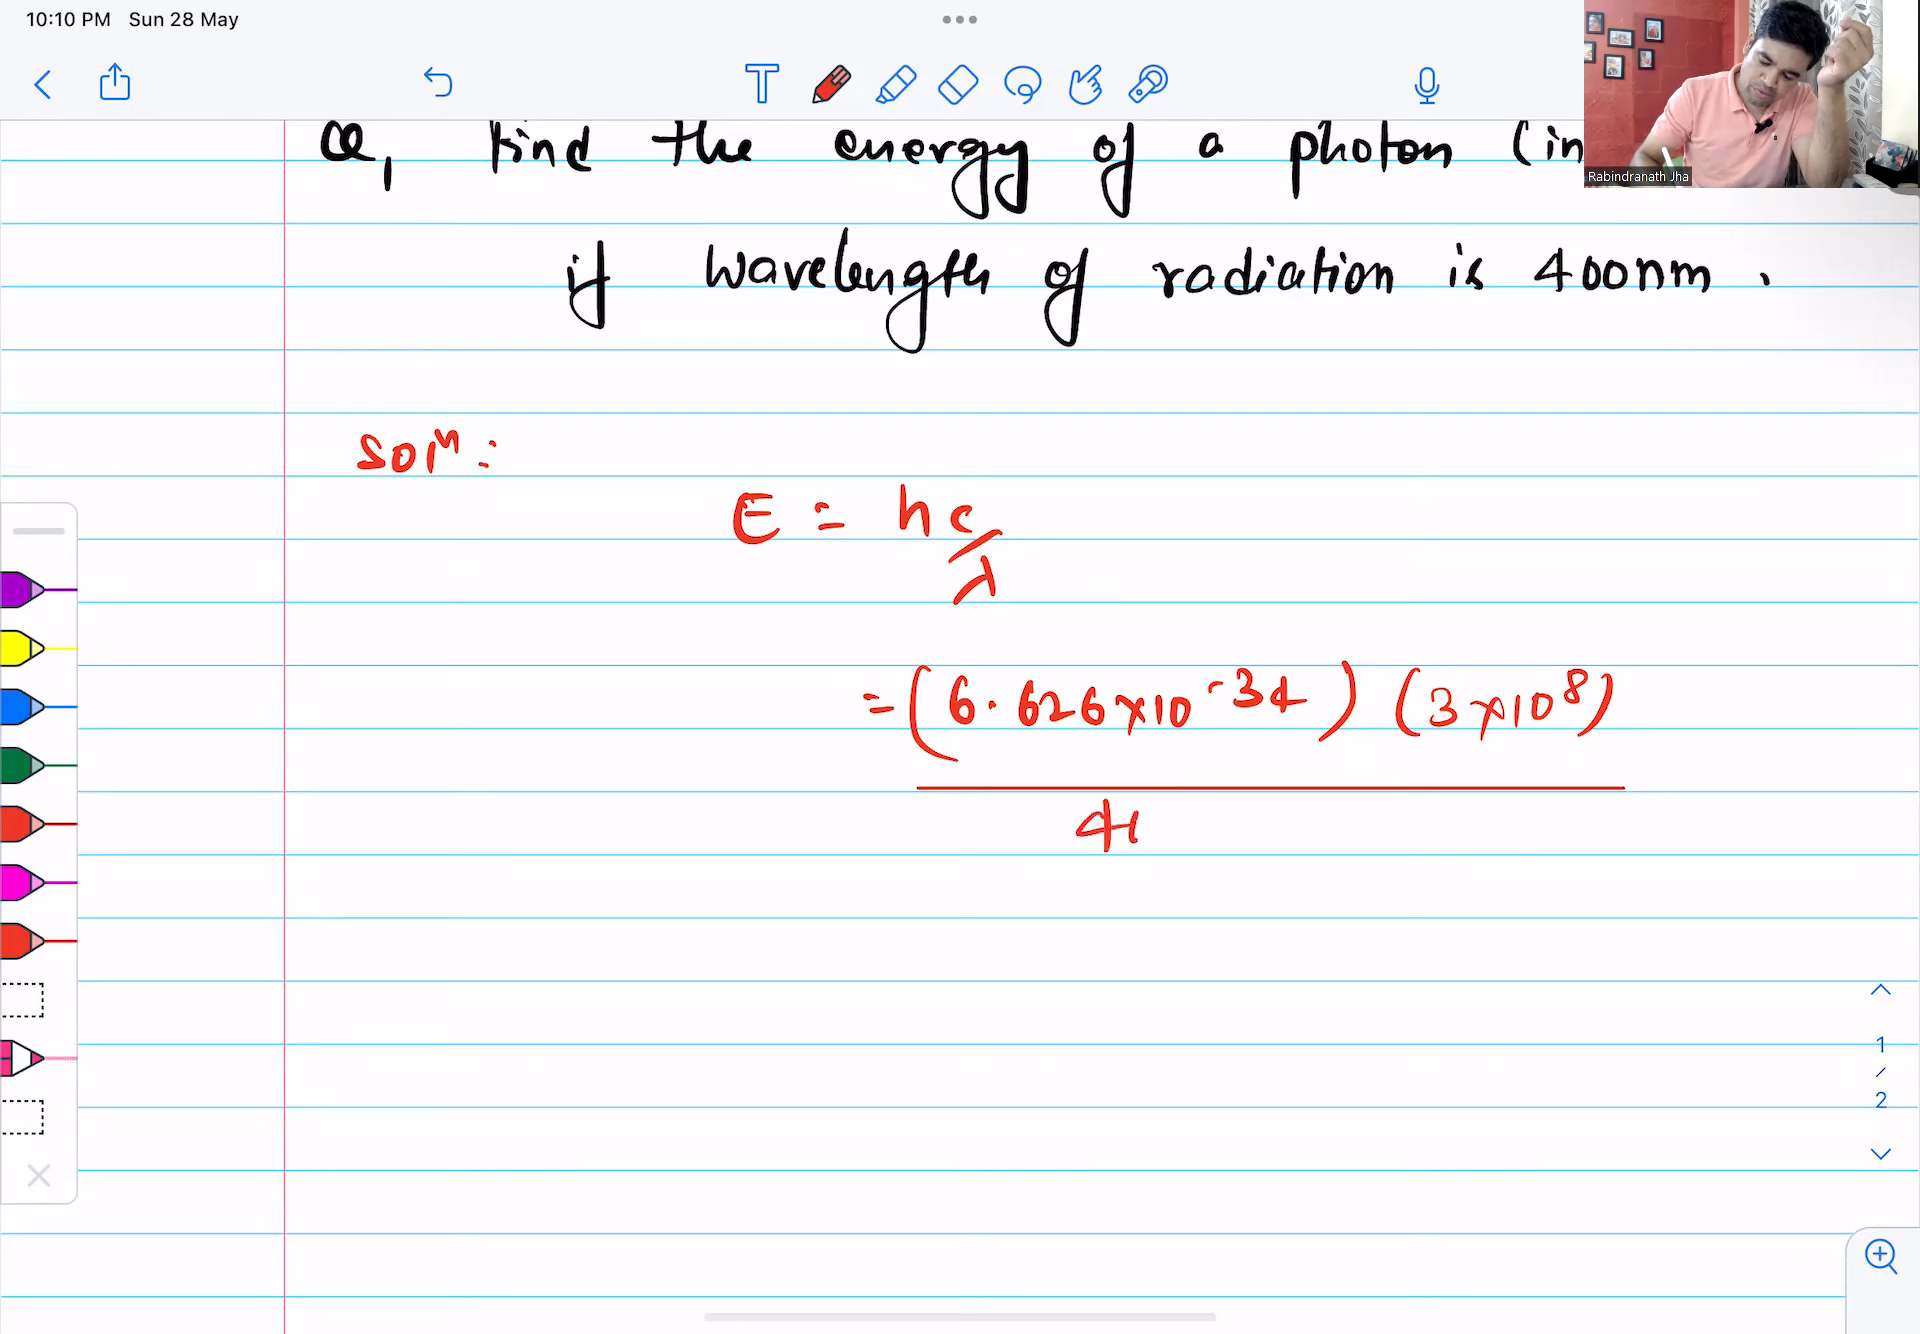 10:10 PM Sun 28 May
Q1 Find the energy of a photon (in
Rabindranath Jha
if wavelength of radiation is 400nm.
Solⁿ:
E = hc/λ
= (6.626×10⁻³⁴) (3×10⁸)
4
1
/
2